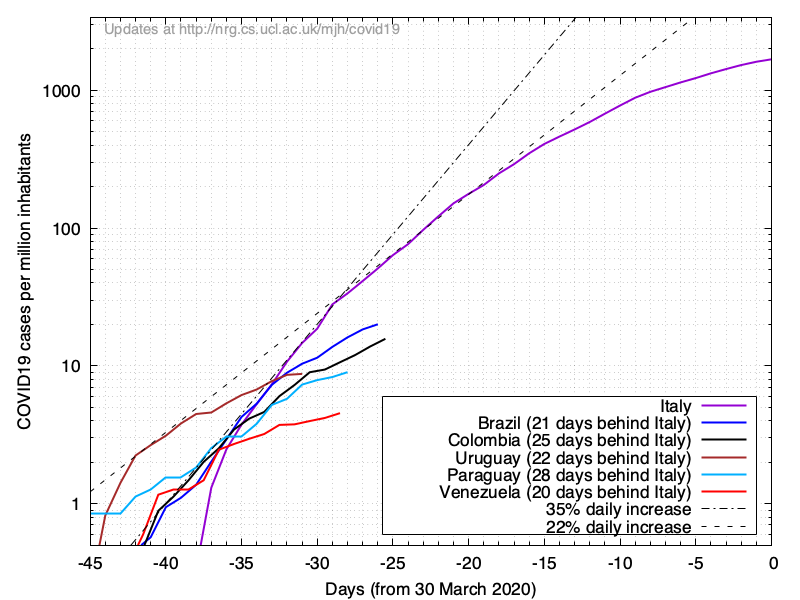 Updates at http://nrg.cs.ucl.ac.uk/mjh/covid19
COVID19 cases per million inhabitants
1000
100
10
1
Italy
Brazil (21 days behind Italy)
Colombia (25 days behind Italy)
Uruguay (22 days behind Italy)
Paraguay (28 days behind Italy)
Venezuela (20 days behind Italy)
35% daily increase
22% daily increase
-45 -40 -35 -30 -25 -20 -15 -10 -5 0
Days (from 30 March 2020)